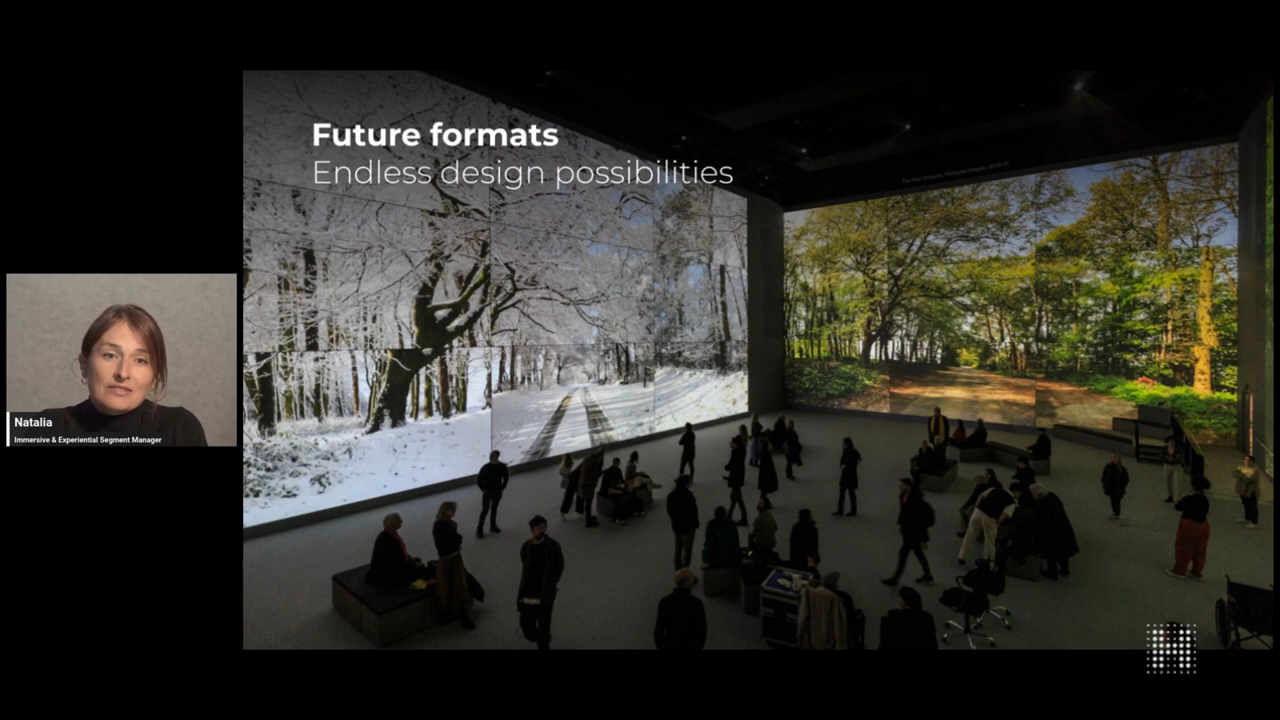 Future formats
Endless design possibilities
Natalia
Immersive & Experiential Segment Manager